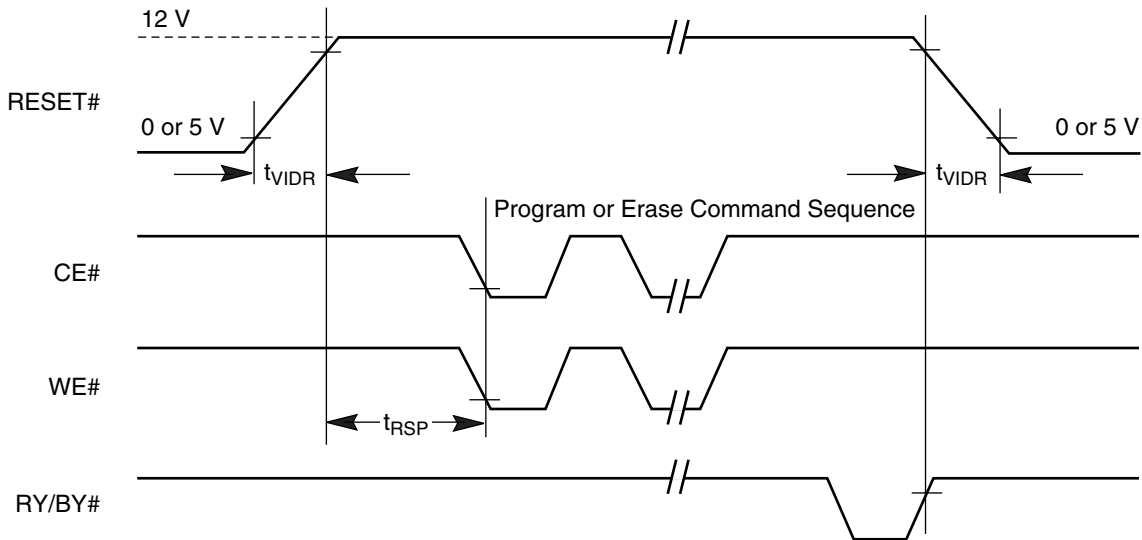 12 V
RESET#
0 or 5 V
0 or 5 V
tVIDR
tVIDR
Program or Erase Command Sequence
CE#
WE#
tRSP
RY/BY#